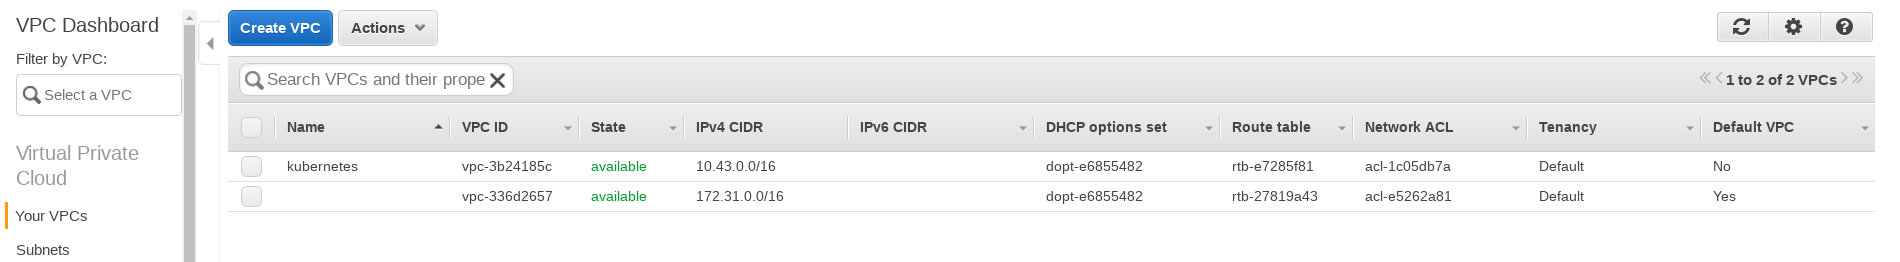 VPC Dashboard
Filter by VPC:
Select a VPC
Virtual Private
Cloud
Your VPCs
Subnets
Create VPC Actions
Search VPCs and their prope
1 to 2 of 2 VPCs
Name VPC ID State IPv4 CIDR IPv6 CIDR DHCP options set Route table Network ACL Tenancy Default VPC
kubernetes vpc-3b24185c available 10.43.0.0/16 dopt-e6855482 rtb-e7285f81 acl-1c05db7a Default No
vpc-336d2657 available 172.31.0.0/16 dopt-e6855482 rtb-27819a43 acl-e5262a81 Default Yes